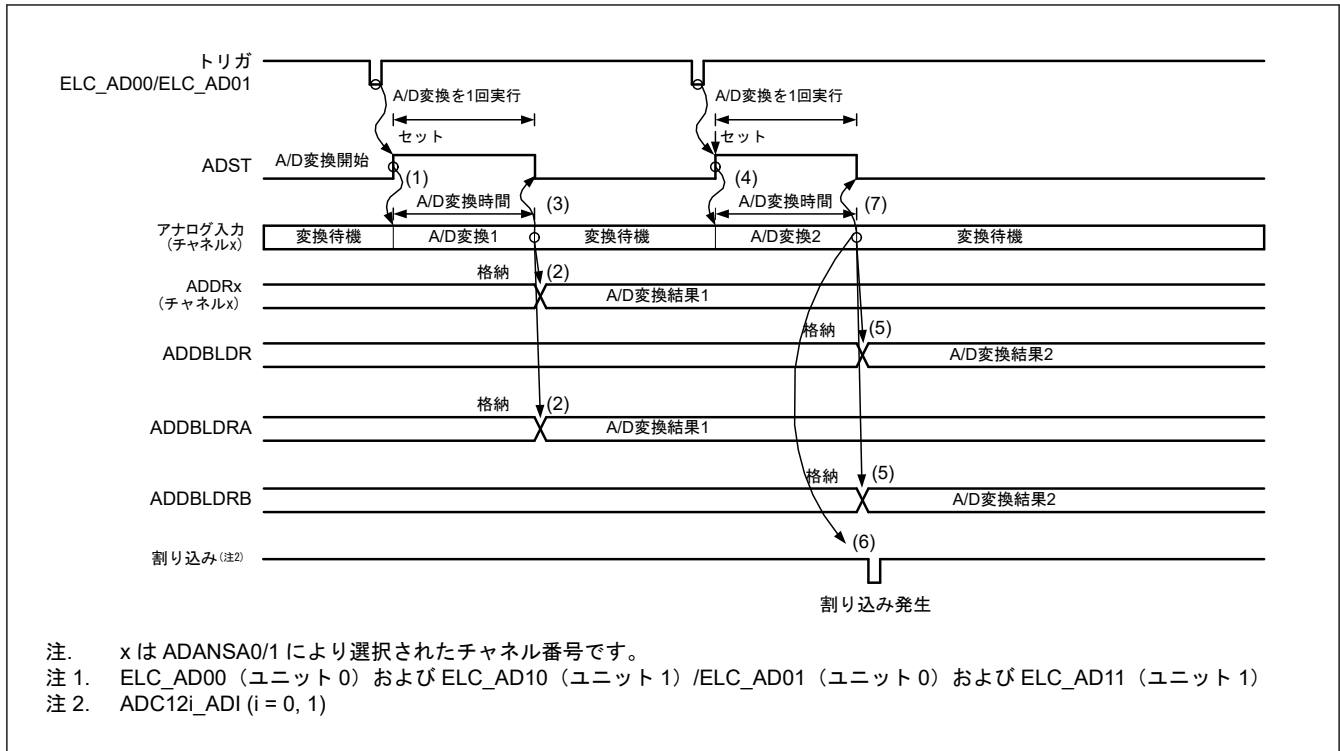 トリガ
ELC_AD00/ELC_AD01
A/D変換を1回実行
A/D変換を1回実行
セット
セット
ADST
A/D変換開始
(1)
(4)
A/D変換時間
(3)
A/D変換時間
(7)
アナログ入力
(チャネルx)
変換待機
A/D変換1
変換待機
A/D変換2
変換待機
ADDRx
(チャネルx)
格納
(2)
A/D変換結果1
ADDBLDR
格納
(5)
A/D変換結果2
ADDBLDRA
格納
(2)
A/D変換結果1
ADDBLDRB
格納
(5)
A/D変換結果2
割り込み(注2)
(6)
割り込み発生
注. x は ADANSA0/1 により選択されたチャネル番号です。
注 1. ELC_AD00（ユニット 0）および ELC_AD10（ユニット 1）/ELC_AD01（ユニット 0）および ELC_AD11（ユニット 1）
注 2. ADC12i_ADI (i = 0, 1)